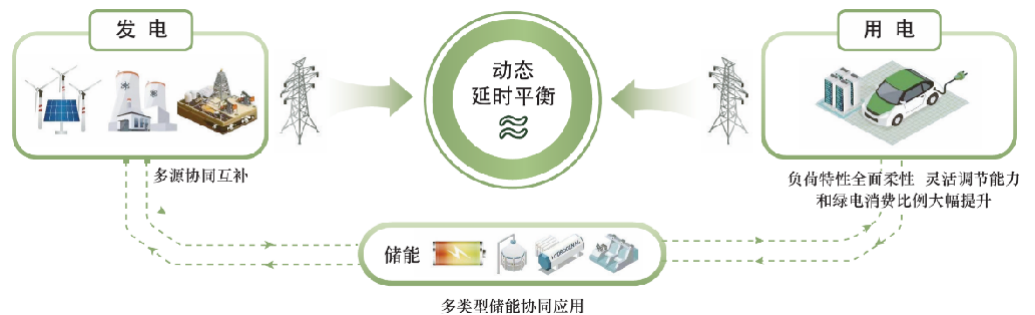 发电
用电
动态
延时平衡
多源协同互补
负荷特性全面柔性 灵活调节能力
和绿电消费比例大幅提升
储能
多类型储能协同应用